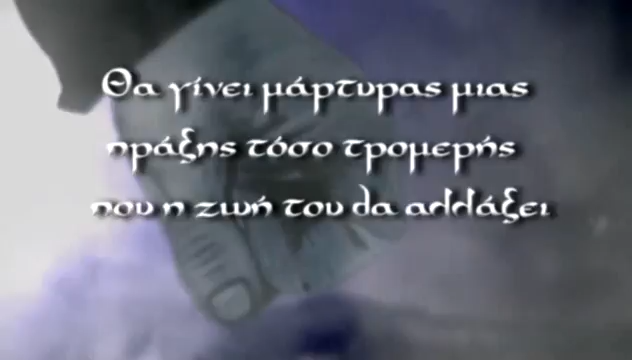 Θα γίνει μάρτυρας μιας
πράξης τόσο τρομερής
που η ζωή του θα αλλάξει